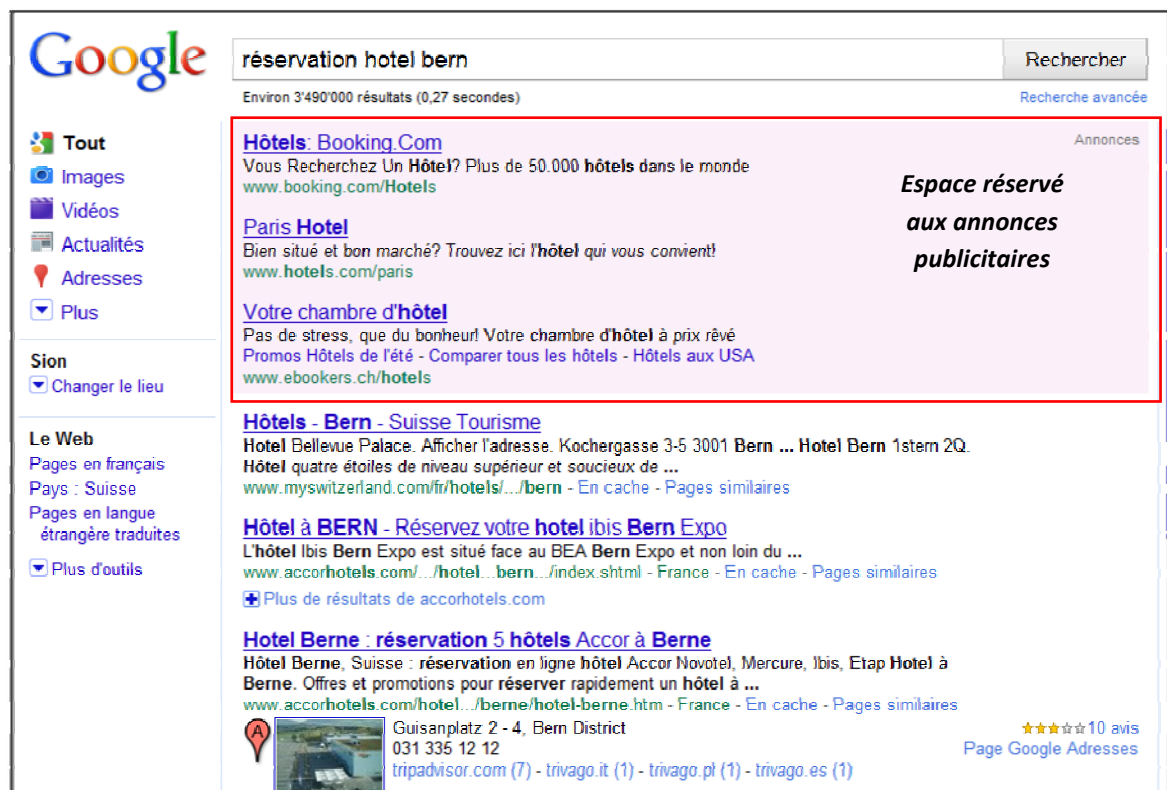 Google
réservation hotel bern
Rechercher
Environ 3'490'000 résultats (0,27 secondes)
Recherche avancée
Tout
Images
Vidéos
Actualités
Adresses
Plus
Sion
Changer le lieu
Le Web
Pages en français
Pays : Suisse
Pages en langue
étrangère traduites
Plus d'outils
Annonces
Hôtels: Booking.Com
Vous Recherchez Un Hôtel? Plus de 50.000 hôtels dans le monde
www.booking.com/Hotels
Paris Hotel
Bien situé et bon marché? Trouvez ici l'hôtel qui vous convient!
www.hotels.com/paris
Votre chambre d'hôtel
Pas de stress, que du bonheur! Votre chambre d'hôtel à prix rêvé
Promos Hôtels de l'été - Comparer tous les hôtels - Hôtels aux USA
www.ebookers.ch/hotels
Espace réservé
aux annonces
publicitaires
Hôtels - Bern - Suisse Tourisme
Hotel Bellevue Palace. Afficher l'adresse. Kochergasse 3-5 3001 Bern ... Hotel Bern 1stern 2Q.
Hôtel quatre étoiles de niveau supérieur et soucieux de ...
www.myswitzerland.com/fr/hotels/.../bern - En cache - Pages similaires
Hôtel à BERN - Réservez votre hotel ibis Bern Expo
L'hôtel Ibis Bern Expo est situé face au BEA Bern Expo et non loin du ...
www.accorhotels.com/.../hotel...bern.../index.shtml - France - En cache - Pages similaires
Plus de résultats de accorhotels.com
Hotel Berne : réservation 5 hôtels Accor à Berne
Hôtel Berne, Suisse : réservation en ligne hôtel Accor Novotel, Mercure, Ibis, Etap Hotel à
Berne. Offres et promotions pour réserver rapidement un hôtel à ...
www.accorhotels.com/hotel.../berne/hotel-berne.htm - France - En cache - Pages similaires
A
Guisanplatz 2 - 4, Bern District
031 335 12 12
tripadvisor.com (7) - trivago.it (1) - trivago.pl (1) - trivago.es (1)
10 avis
Page Google Adresses